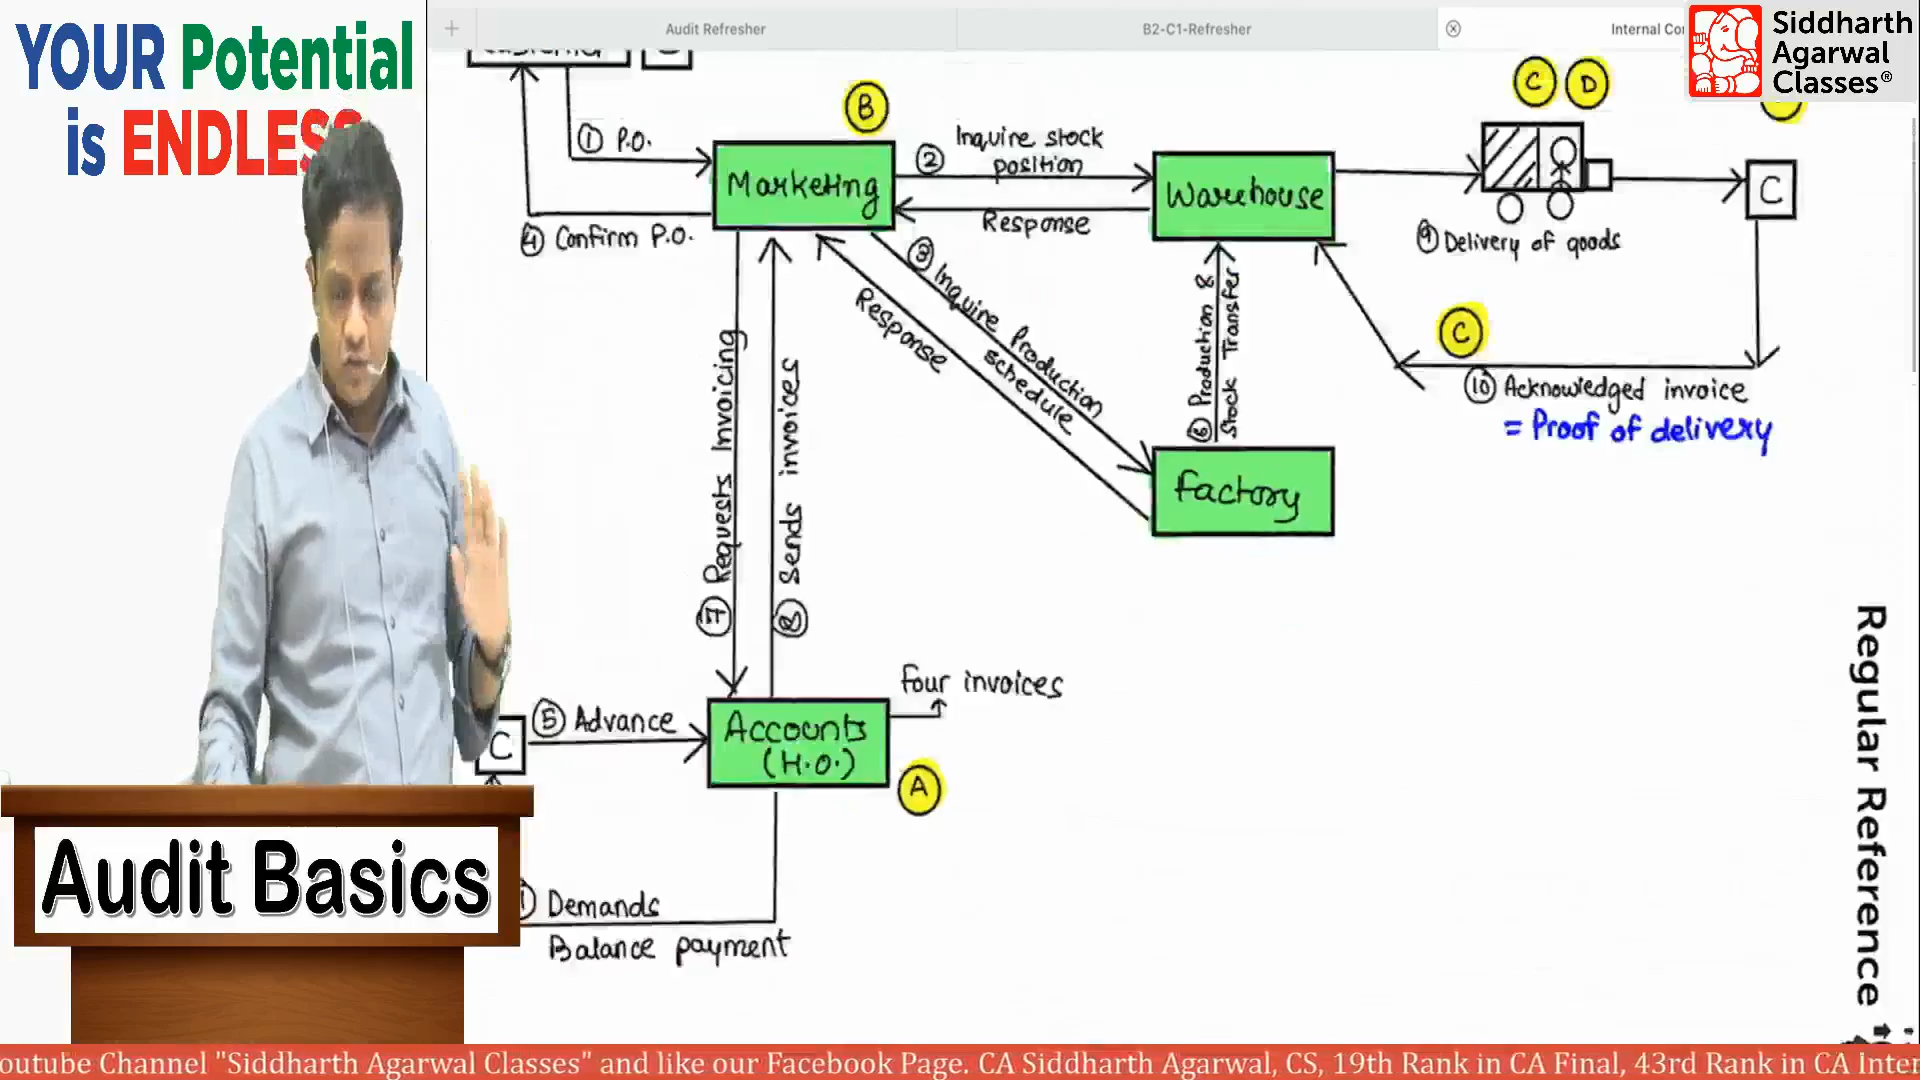 YOUR Potential
is ENDLESS
Audit Refresher
B2-C1-Refresher
Siddharth
Agarwal
Classes®
C
D
B
① P.O.
② Inquire stock
position
Marketing
Warehouse
C
Response
④ Confirm P.O.
⑨ Delivery of goods
③ Inquire Production
schedule
Response
⑥ Production &
Stock Transfer
C
⑩ Acknowledged invoice
= Proof of delivery
⑦ Requests Invoicing
⑧ Sends invoices
Factory
Four invoices
C
⑤ Advance
Accounts
(H.O.)
A
Demands
Balance payment
Audit Basics
Regular Reference
outube Channel "Siddharth Agarwal Classes" and like our Facebook Page. CA Siddharth Agarwal, CS, 19th Rank in CA Final, 43rd Rank in CA Inter